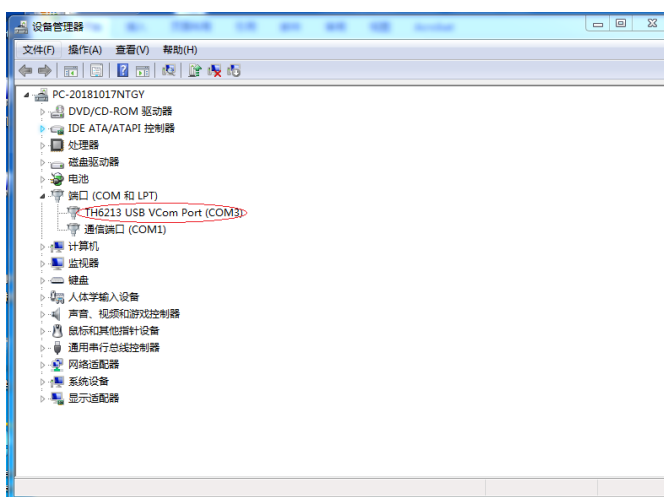 设备管理器
文件(F) 操作(A) 查看(V) 帮助(H)
PC-20181017NTGY
DVD/CD-ROM 驱动器
IDE ATA/ATAPI 控制器
处理器
磁盘驱动器
电池
端口 (COM 和 LPT)
TH6213 USB VCom Port (COM3)
通信端口 (COM1)
计算机
监视器
键盘
人体学输入设备
声音、视频和游戏控制器
鼠标和其他指针设备
通用串行总线控制器
网络适配器
系统设备
显示适配器